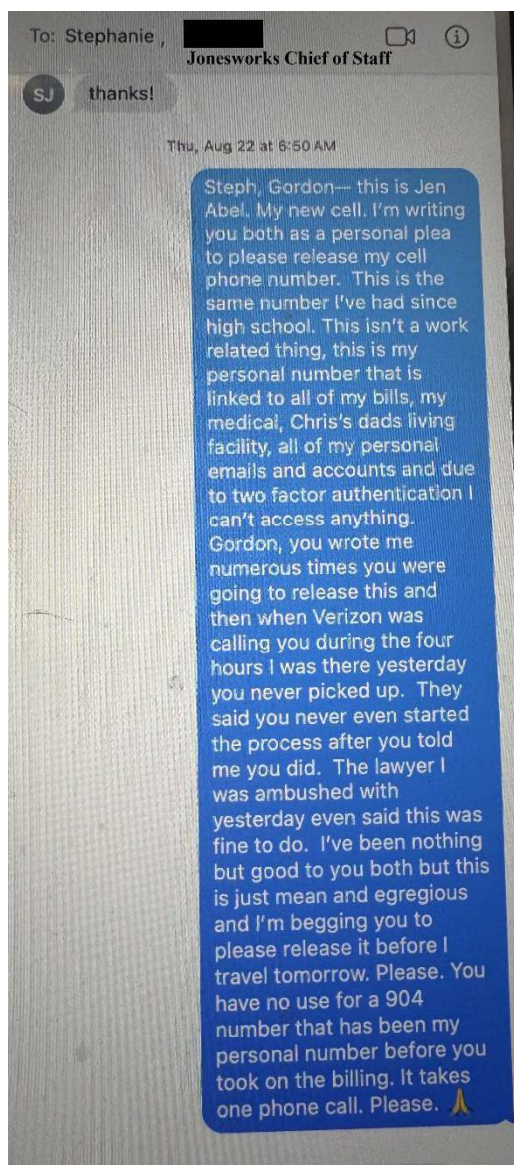 To: Stephanie ,
Jonesworks Chief of Staff
SJ
thanks!
Thu, Aug 22 at 6:50 AM
Steph, Gordon— this is Jen
Abel. My new cell. I'm writing
you both as a personal plea
to please release my cell
phone number.  This is the
same number I've had since
high school. This isn't a work
related thing, this is my
personal number that is
linked to all of my bills, my
medical, Chris's dads living
facility, all of my personal
emails and accounts and due
to two factor authentication I
can't access anything.
Gordon, you wrote me
numerous times you were
going to release this and
then when Verizon was
calling you during the four
hours I was there yesterday
you never picked up.  They
said you never even started
the process after you told
me you did.  The lawyer I
was ambushed with
yesterday even said this was
fine to do.  I've been nothing
but good to you both but this
is just mean and egregious
and I'm begging you to
please release it before I
travel tomorrow. Please. You
have no use for a 904
number that has been my
personal number before you
took on the billing. It takes
one phone call. Please. 🙏